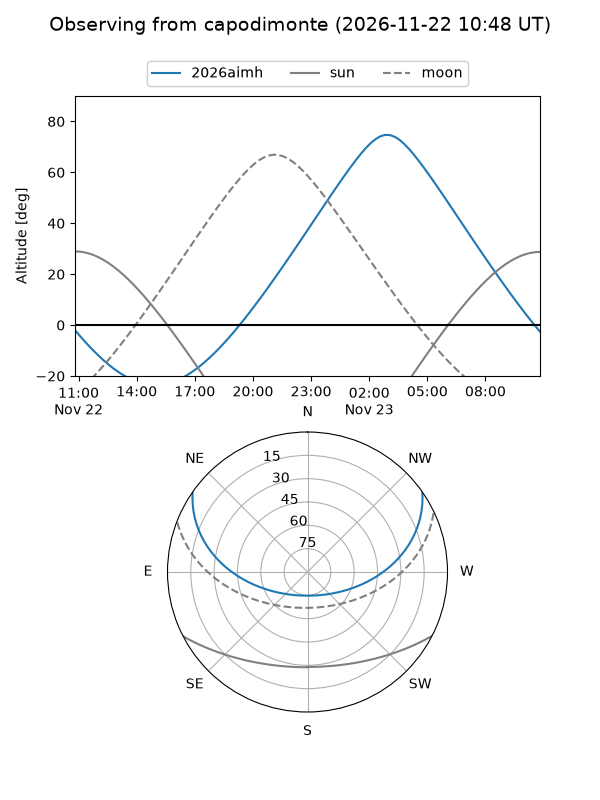 Observing from capodimonte (2026-11-22 10:48 UT)
2026aimh sun moon
Altitude [deg]
80
60
40
20
0
−20
11:00 14:00 17:00 20:00 23:00 02:00 05:00 08:00
Nov 22 Nov 23
N
NE NW
15
30
45
60
75
E W
SE SW
S